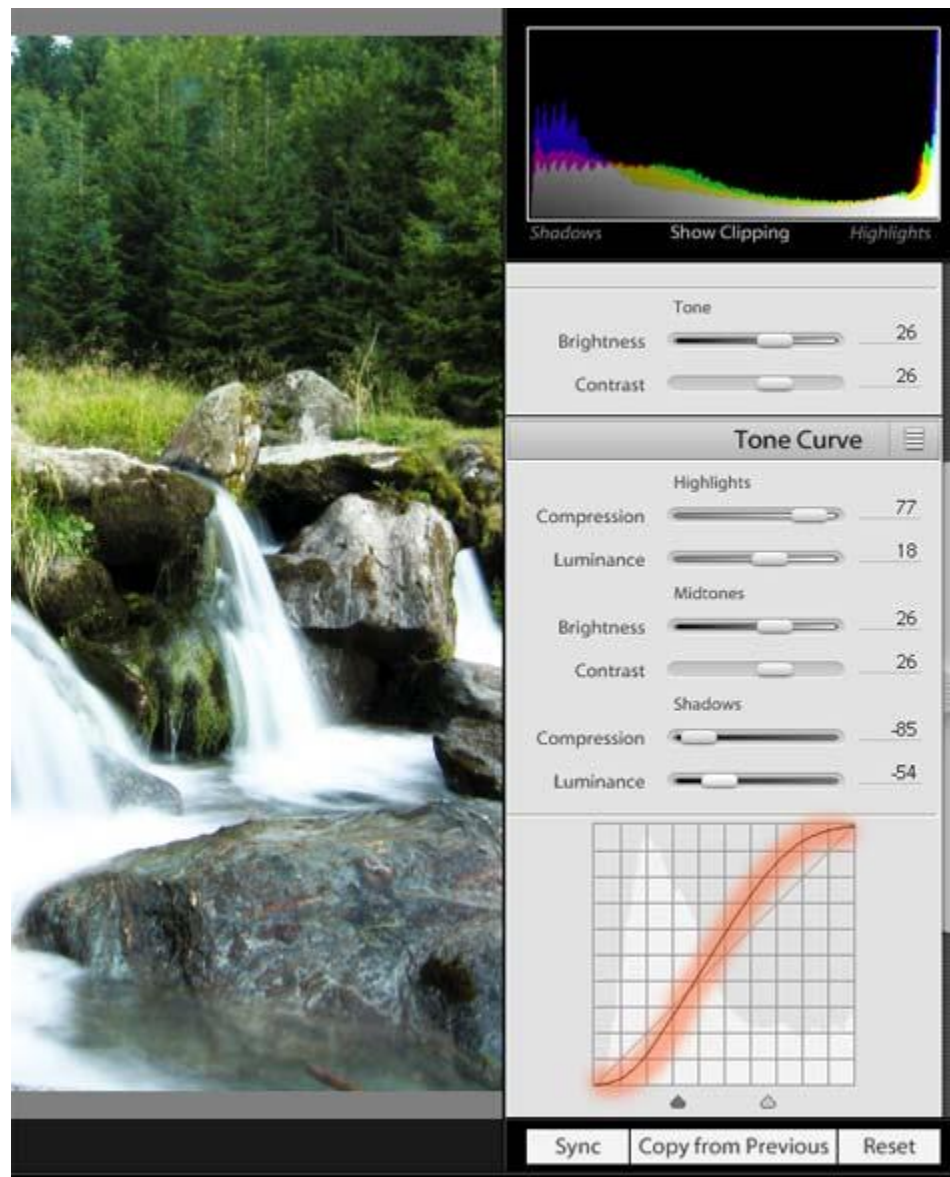 Shadows Show Clipping Highlights
Tone
Brightness 26
Contrast 26
Tone Curve
Highlights
Compression 77
Luminance 18
Midtones
Brightness 26
Contrast 26
Shadows
Compression -85
Luminance -54
Sync Copy from Previous Reset